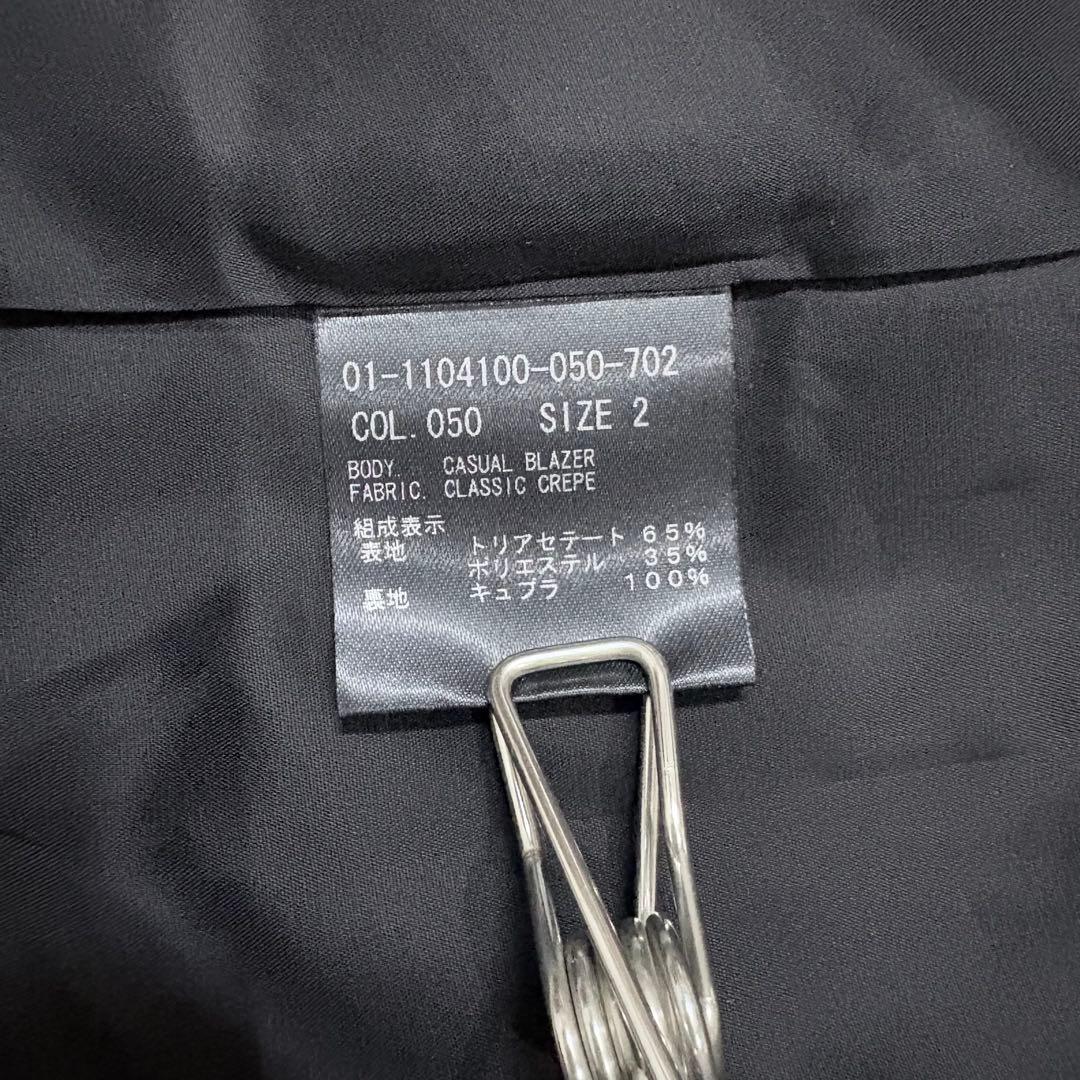 01-1104100-050-702
COL.050 SIZE 2
BODY. CASUAL BLAZER
FABRIC. CLASSIC CREPE
組成表示
表地 トリアセテート 65%
ポリエステル 35%
裏地 キュプラ 100%